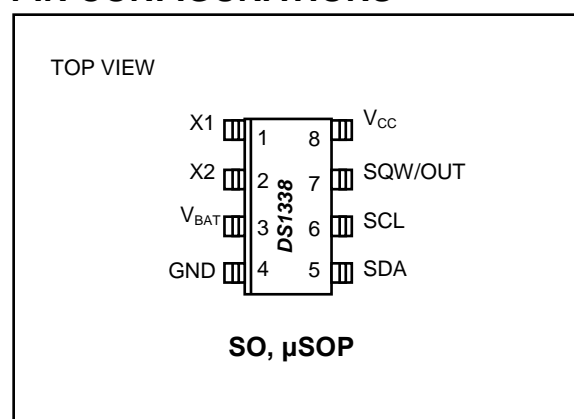 TOP VIEW
X1 1 8 VCC
X2 2 7 SQW/OUT
VBAT 3 6 SCL
GND 4 5 SDA
DS1338
SO, µSOP